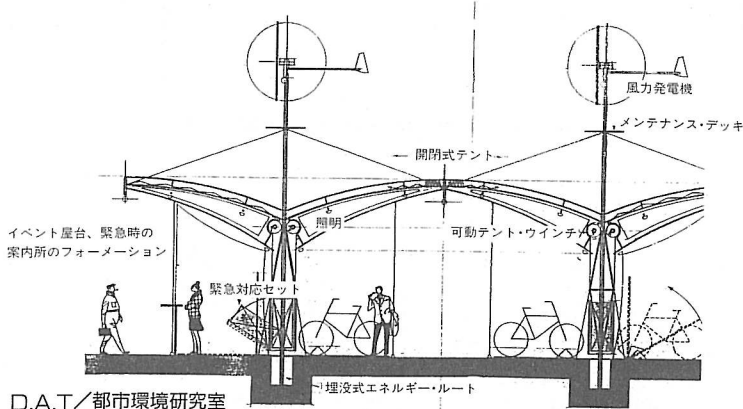 風力発電機
メンテナンス・デッキ
開閉式テント
照明
可動テント・ウインチ
イベント屋台、緊急時の
案内所のフォーメーション
緊急対応セット
埋没式エネルギー・ルート
D.A.T／都市環境研究室